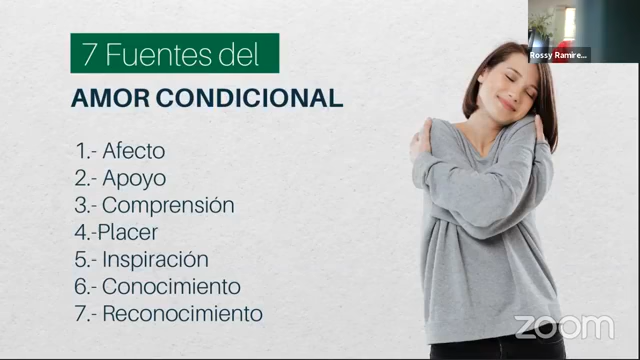 7 Fuentes del
AMOR CONDICIONAL
1.- Afecto
2.- Apoyo
3.- Comprensión
4.-Placer
5.- Inspiración
6.- Conocimiento
7.- Reconocimiento
Rossy Ramire...
zoom